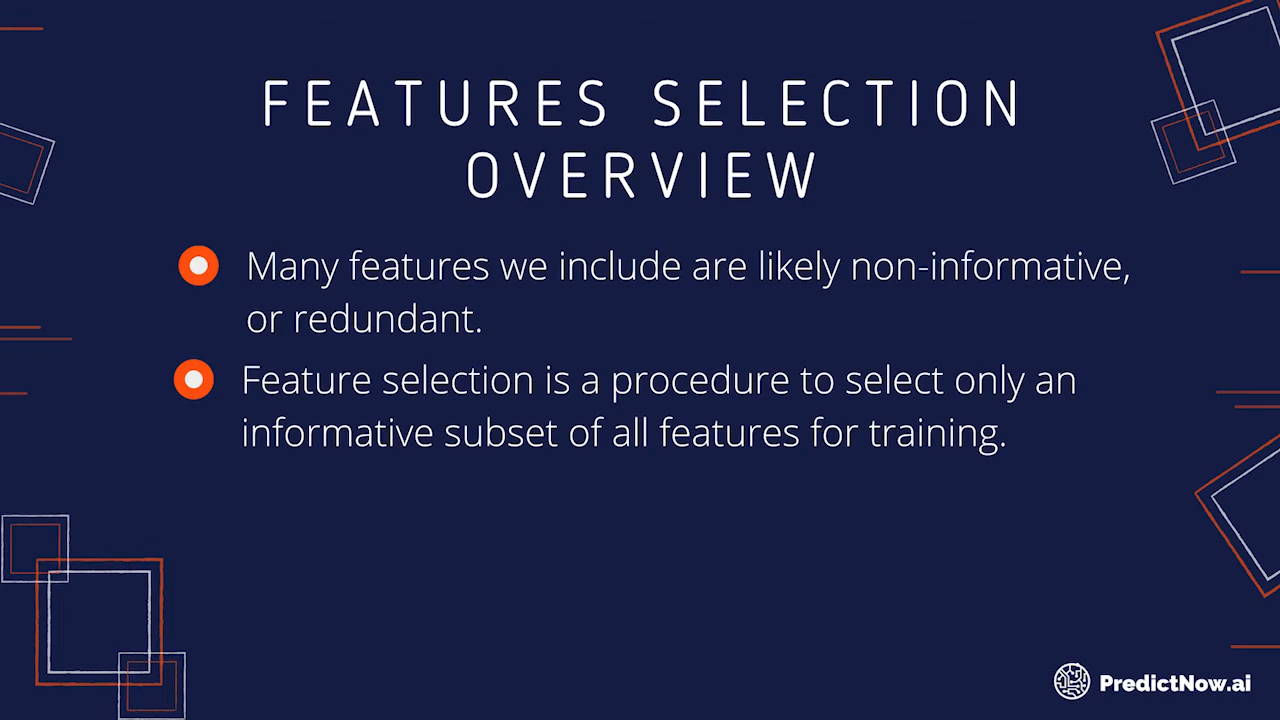 FEATURES SELECTION
OVERVIEW
Many features we include are likely non-informative,
or redundant.
Feature selection is a procedure to select only an
informative subset of all features for training.
PredictNow.ai